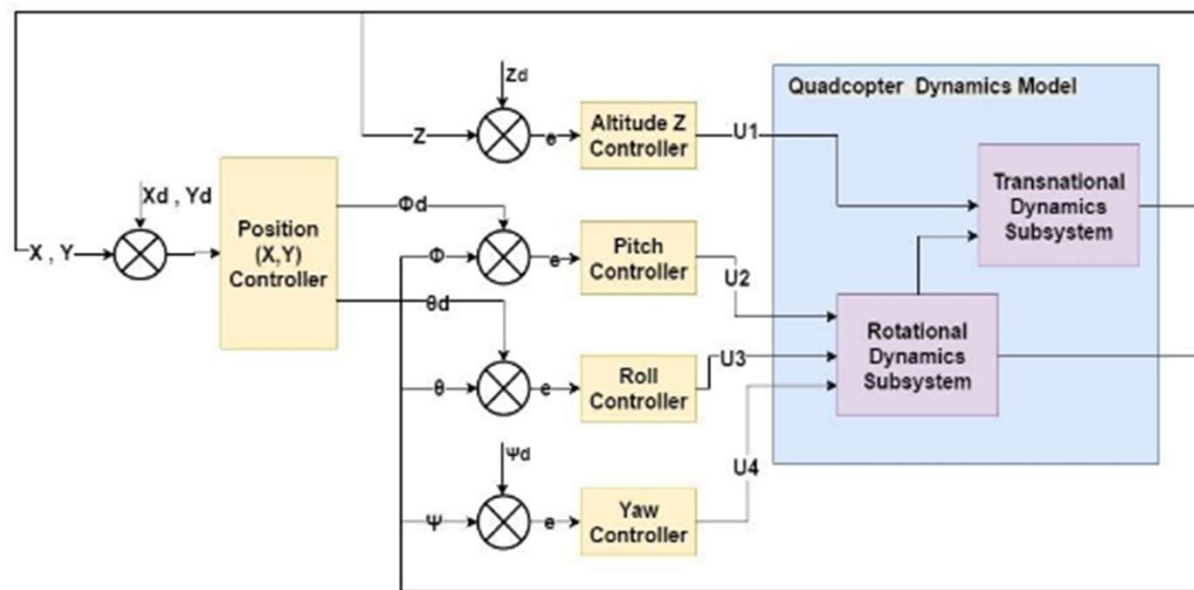 Zd
Quadcopter Dynamics Model
Z
e
Altitude Z
Controller
U1
Transnational
Dynamics
Subsystem
Xd , Yd
X , Y
Position
(X,Y)
Controller
Φd
Φ
e
Pitch
Controller
U2
θd
Rotational
Dynamics
Subsystem
θ
e
Roll
Controller
U3
Ψd
Ψ
e
Yaw
Controller
U4